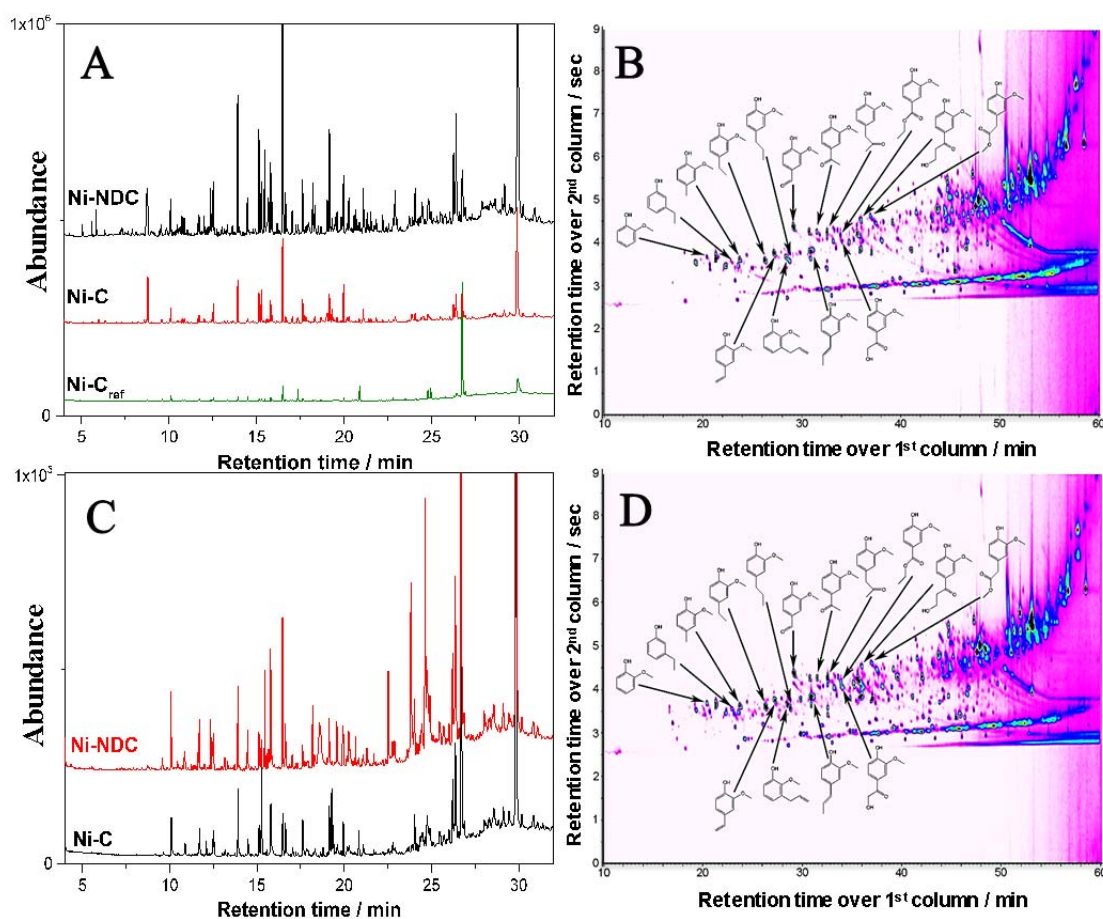 1x10⁶
A
Ni-NDC
Ni-C
Ni-C_ref
Abundance
0
5 10 15 20 25 30
Retention time / min
B
Retention time over 2ⁿᵈ column / sec
9
8
7
6
5
4
3
2
1
0
10 20 30 40 50 60
Retention time over 1ˢᵗ column / min
C
Ni-NDC
Ni-C
Abundance
0
5 10 15 20 25 30
Retention time / min
D
Retention time over 2ⁿᵈ column / sec
9
8
7
6
5
4
3
2
1
0
10 20 30 40 50 60
Retention time over 1ˢᵗ column / min